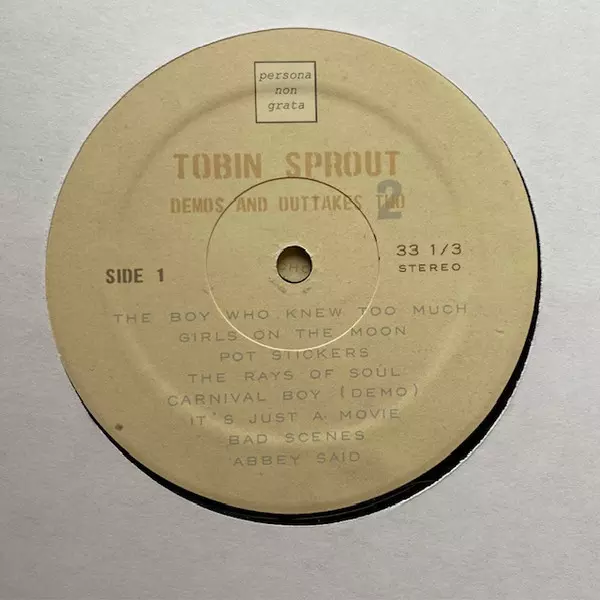 persona
non
grata
TOBIN SPROUT
DEMOS AND OUTTAKES TWO
2
SIDE 1
33 1/3
STEREO
THE BOY WHO KNEW TOO MUCH
GIRLS ON THE MOON
POT STICKERS
THE RAYS OF SOUL
CARNIVAL BOY (DEMO)
IT'S JUST A MOVIE
BAD SCENES
ABBEY SAID